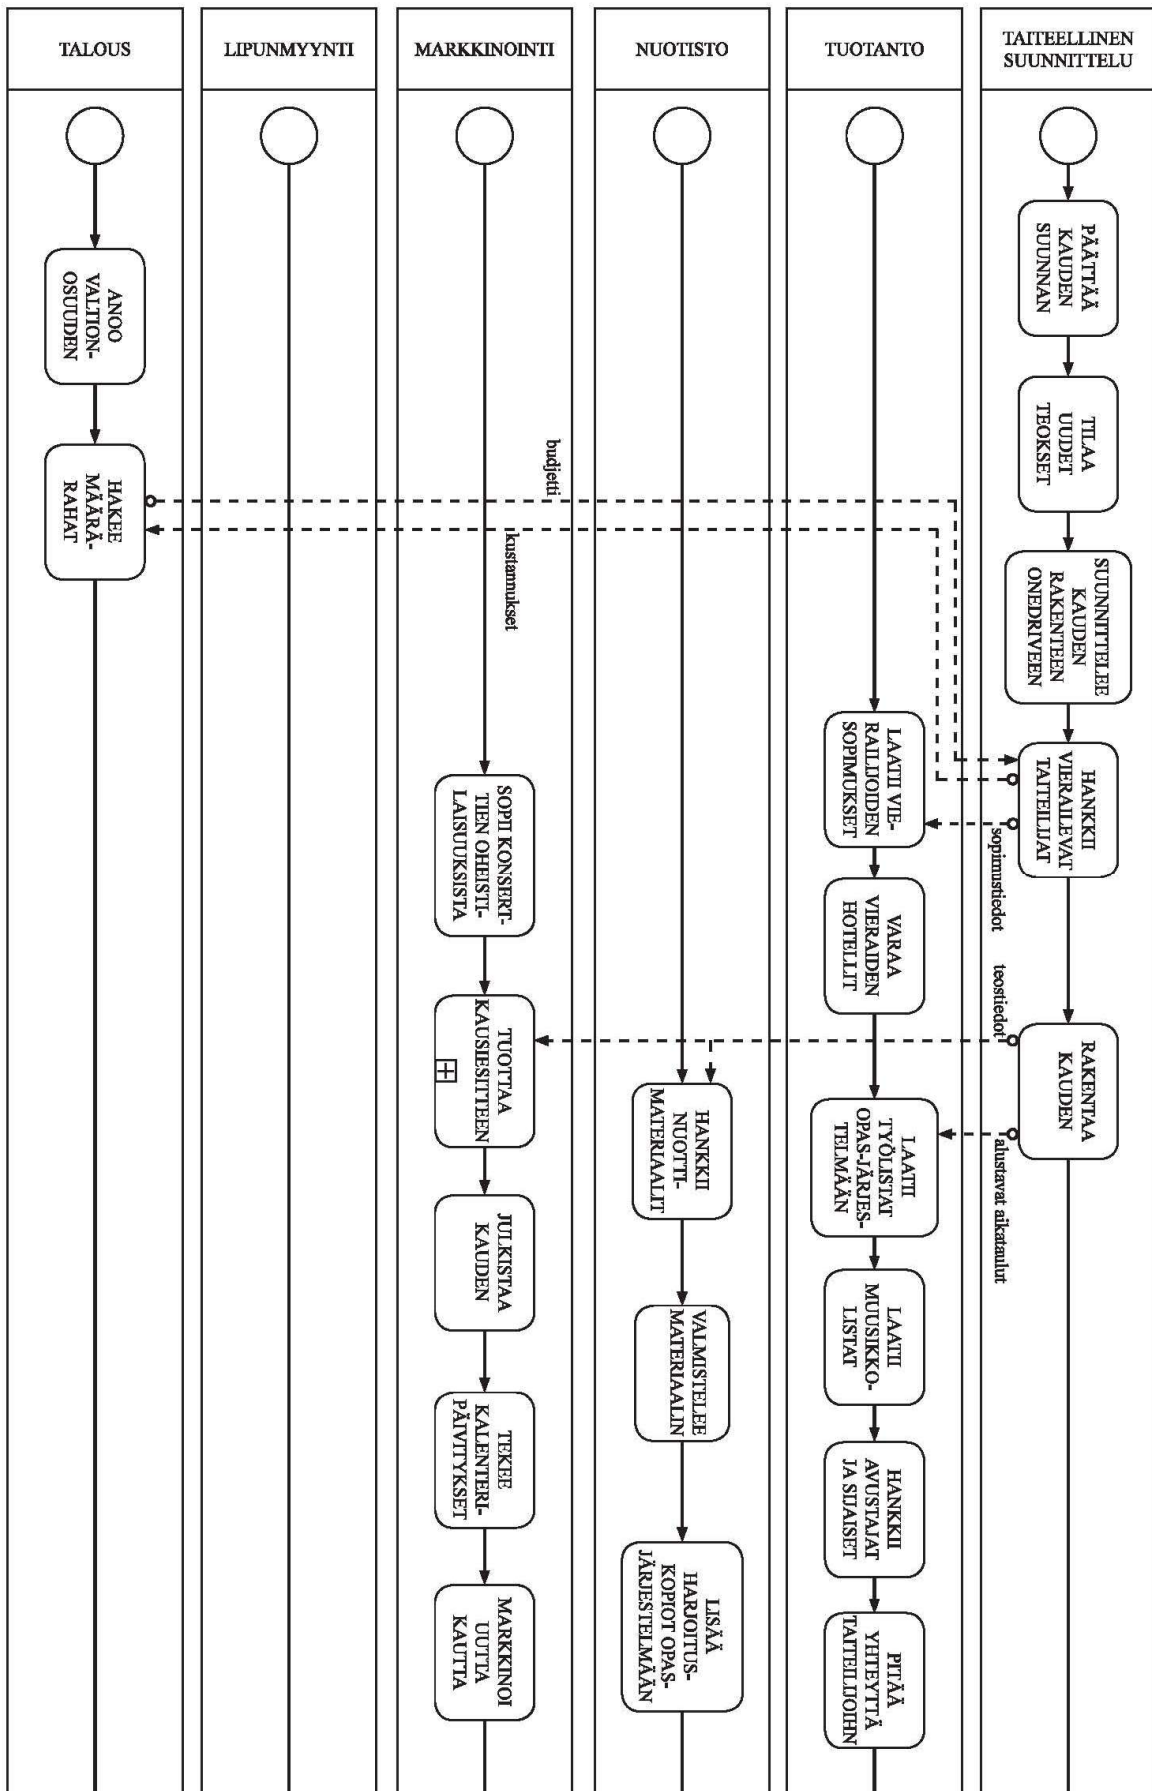 TALOUS
LIPUNMYYNTI
MARKKINOINTI
NUOTISTO
TUOTANTO
TAITEELLINEN
SUUNNITTELU
PÄÄTTÄÄ
KAUDEN
SUUNNAN
TILAA
UUDET
TEOKSET
SUUNNITTELEE
KAUDEN
RAKENTEEN
ONEDRIVEEN
HANKKII
VIERAILEVAT
TAITEILIJAT
RAKENTAA
KAUDEN
sopimustiedot
teostiedot
alustavat aikataulut
LAATII VIE-
RAILIJOIDEN
SOPIMUKSET
VARAA
VIERAIDEN
HOTELLIT
LAATII
TYÖLISTAT
OPAS-JÄRJES-
TELMÄÄN
LAATII
MUUSIKKO-
LISTAT
HANKKII
AVUSTAJAT
JA SIJAISET
PITÄÄ
YHTEYTTÄ
TAITEILIJOIHN
HANKKII
NUOTTI-
MATERIAALIT
VALMISTELEE
MATERIAALIN
LISÄÄ
HARJOITUS-
KOPIOT OPAS-
JÄRJESTELMÄÄN
budjetti
kustannukset
SOPII KONSERT-
TIEN OHEISTI-
LAISUUKSISTA
TUOTTAA
KAUSIESITTEEN
JULKISTAA
KAUDEN
TEKEE
KALENTERI-
PÄIVITYKSET
MARKKINOI
UUTTA
KAUTTA
ANOO
VALTION-
OSUUDEN
HAKEE
MÄÄRÄ-
RAHAT